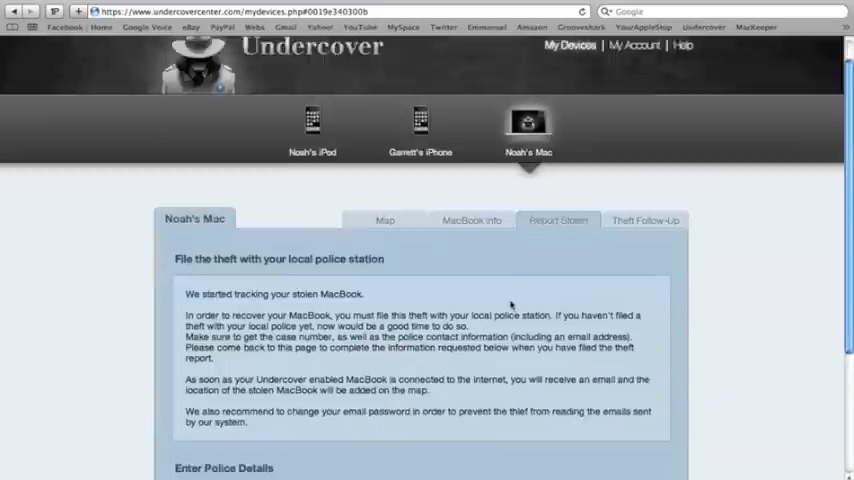 https://www.undercovercenter.com/mydevices.php#0019e340300b
Google
Facebook Home Google Voice eBay PayPal Webs Gmail Yahoo! YouTube MySpace Twitter Emmanuel Amazon Grooveshark YourAppleStop Undercover MacKeeper
Undercover
My Devices | My Account | Help
Noah's iPod Garrett's iPhone Noah's Mac
Noah's Mac Map MacBook info Report Stolen Theft Follow-Up
File the theft with your local police station
We started tracking your stolen MacBook.
In order to recover your MacBook, you must file this theft with your local police station. If you haven't filed a
theft with your local police yet, now would be a good time to do so.
Make sure to get the case number, as well as the police contact information (including an email address).
Please come back to this page to complete the information requested below when you have filed the theft
report.
As soon as your Undercover enabled MacBook is connected to the internet, you will receive an email and the
location of the stolen MacBook will be added on the map.
We also recommend to change your email password in order to prevent the thief from reading the emails sent
by our system.
Enter Police Details